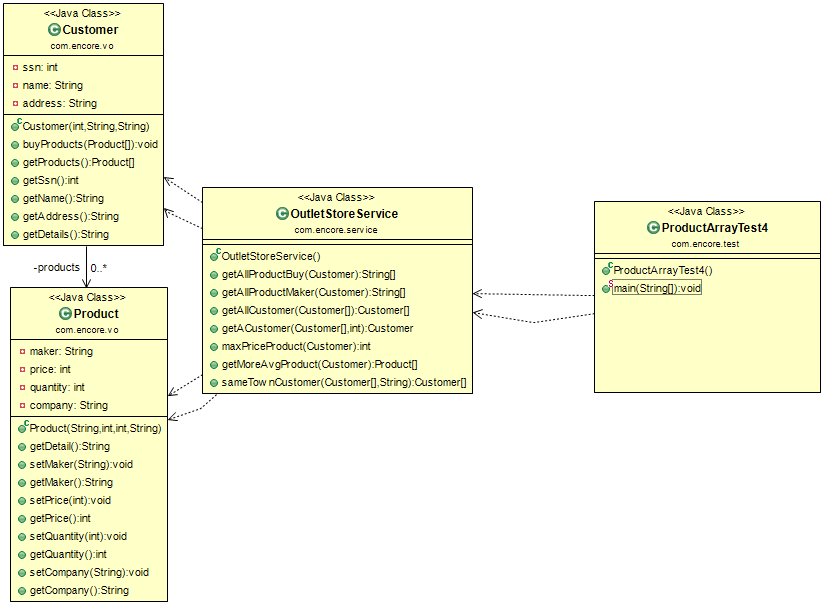 <<Java Class>>
Customer
com.encore.vo
ssn: int
name: String
address: String
Customer(int,String,String)
buyProducts(Product[]):void
getProducts():Product[]
getSsn():int
getName():String
getAddress():String
getDetails():String
-products 0..*
<<Java Class>>
Product
com.encore.vo
maker: String
price: int
quantity: int
company: String
Product(String,int,int,String)
getDetail():String
setMaker(String):void
getMaker():String
setPrice(int):void
getPrice():int
setQuantity(int):void
getQuantity():int
setCompany(String):void
getCompany():String
<<Java Class>>
OutletStoreService
com.encore.service
OutletStoreService()
getAllProductBuy(Customer):String[]
getAllProductMaker(Customer):String[]
getAllCustomer(Customer[]):Customer[]
getACustomer(Customer[],int):Customer
maxPriceProduct(Customer):int
getMoreAvgProduct(Customer):Product[]
sameTownCustomer(Customer[],String):Customer[]
<<Java Class>>
ProductArrayTest4
com.encore.test
ProductArrayTest4()
main(String[]):void